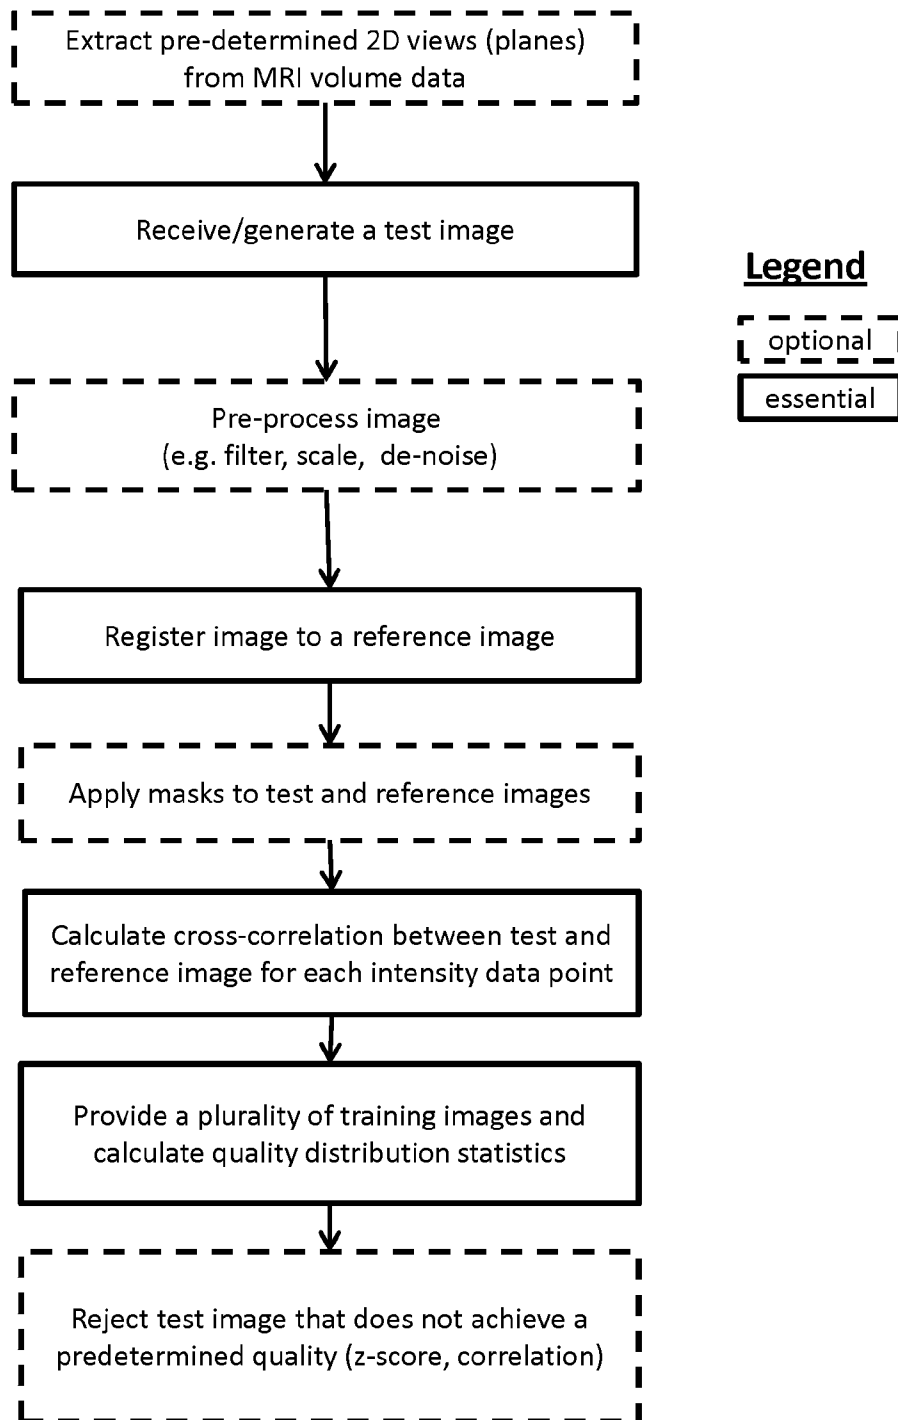 Extract pre-determined 2D views (planes)
from MRI volume data
Receive/generate a test image
Legend
optional
essential
Pre-process image
(e.g. filter, scale, de-noise)
Register image to a reference image
Apply masks to test and reference images
Calculate cross-correlation between test and
reference image for each intensity data point
Provide a plurality of training images and
calculate quality distribution statistics
Reject test image that does not achieve a
predetermined quality (z-score, correlation)